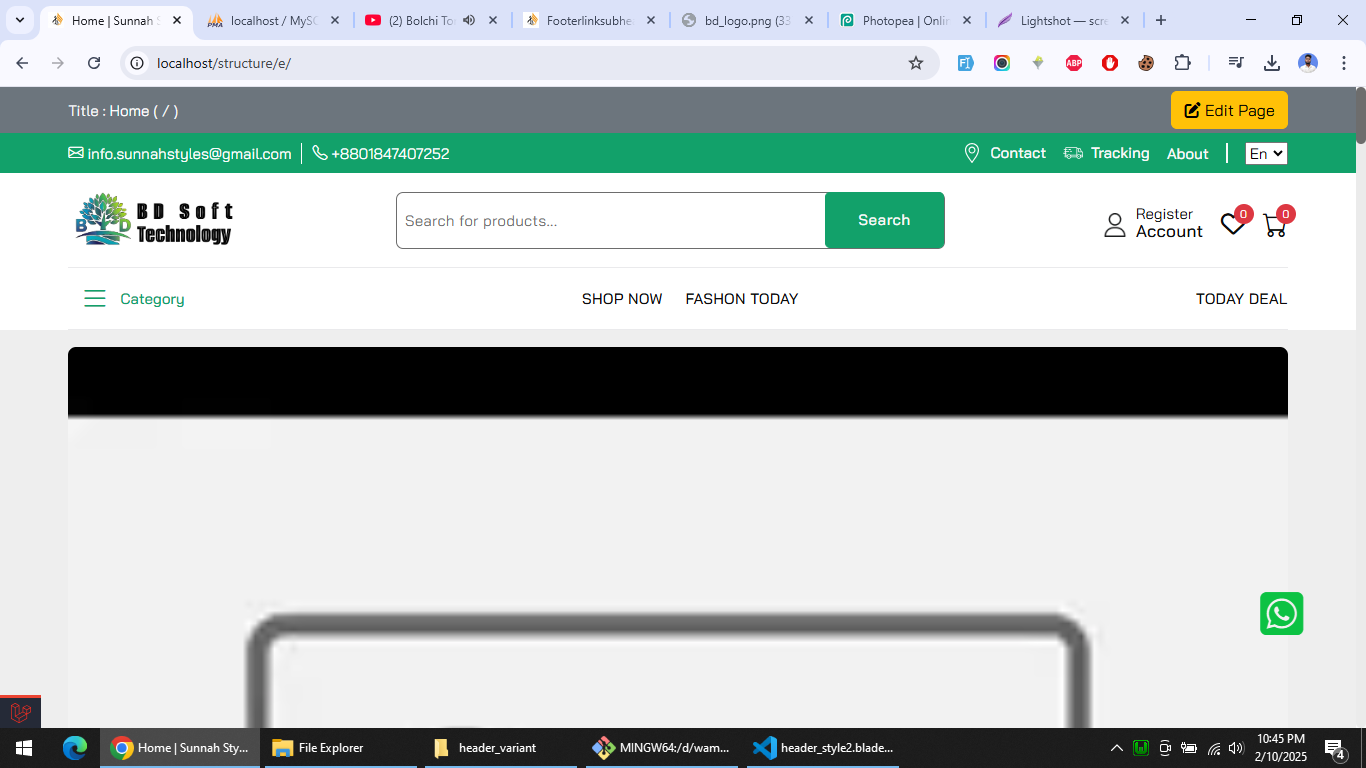 Home | Sunnah S
localhost / MySQ
(2) Bolchi To
Footerlinksubhe
bd_logo.png (33
Photopea | Onlin
Lightshot — scre
localhost/structure/e/
Title : Home ( / )
Edit Page
info.sunnahstyles@gmail.com
+8801847407252
Contact
Tracking
About
En
BD Soft
Technology
Search for products...
Search
Register
Account
0
0
Category
SHOP NOW
FASHON TODAY
TODAY DEAL
Home | Sunnah Sty...
File Explorer
header_variant
MINGW64:/d/wam...
header_style2.blade...
10:45 PM
2/10/2025
4